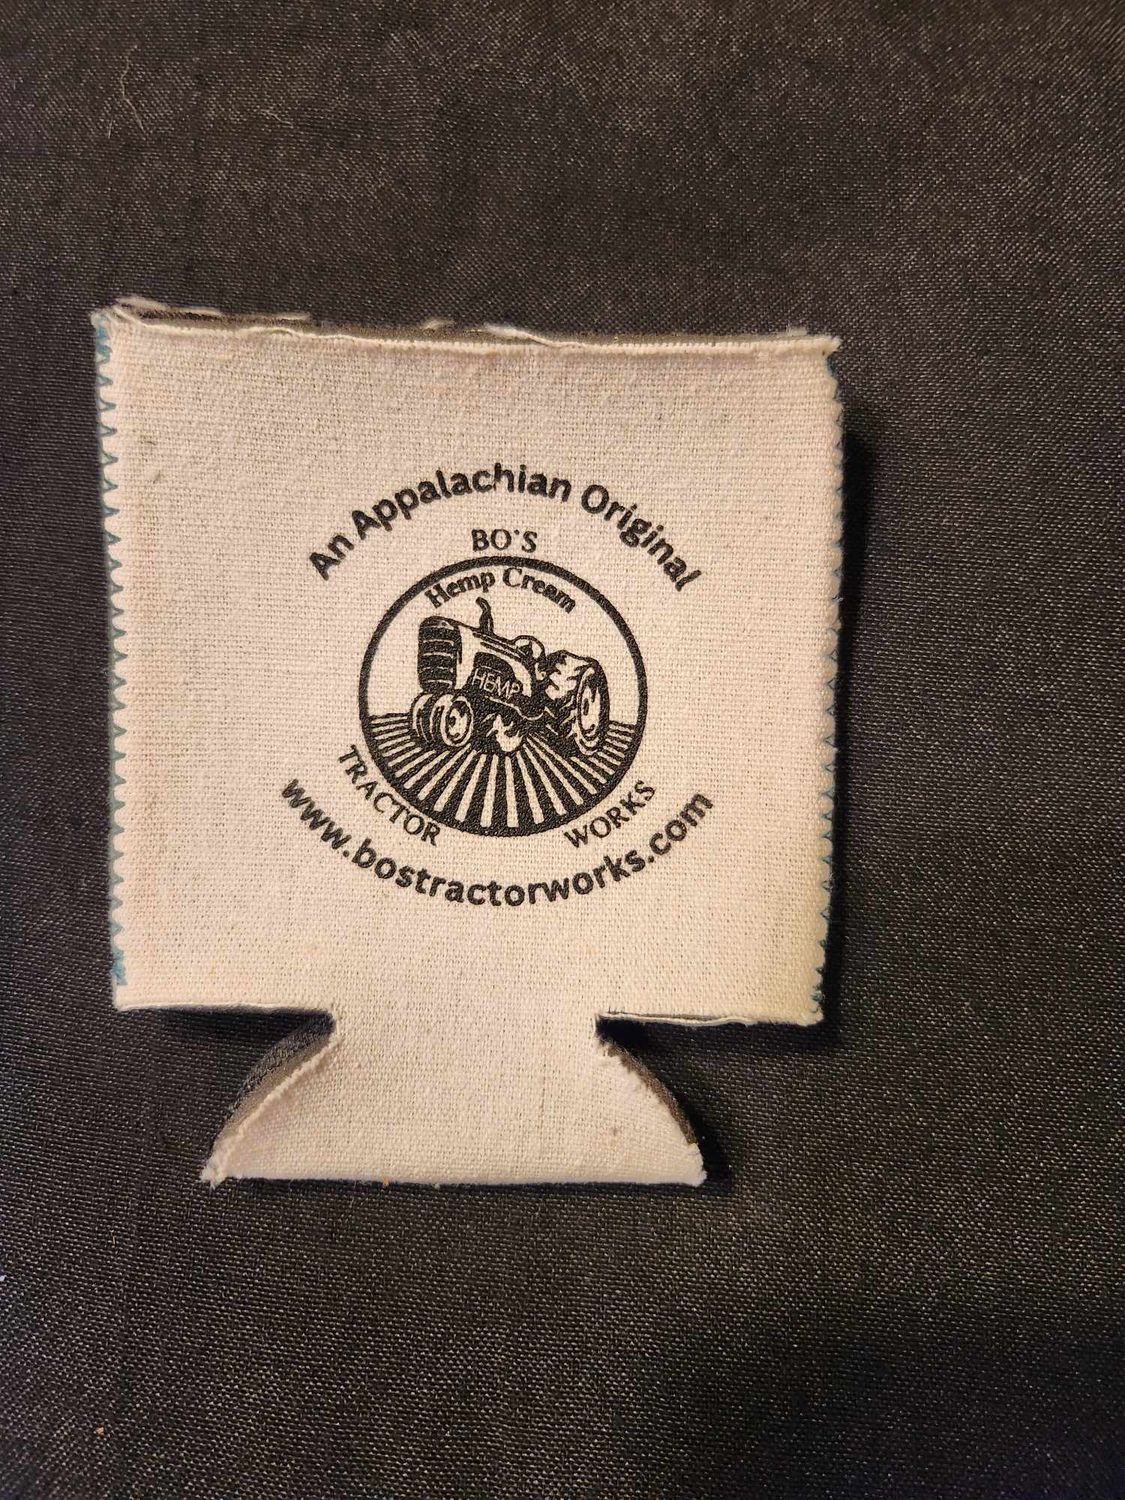 An Appalachian Original
BO'S
Hemp Cream
HEMP
TRACTOR WORKS
www.bostractorworks.com